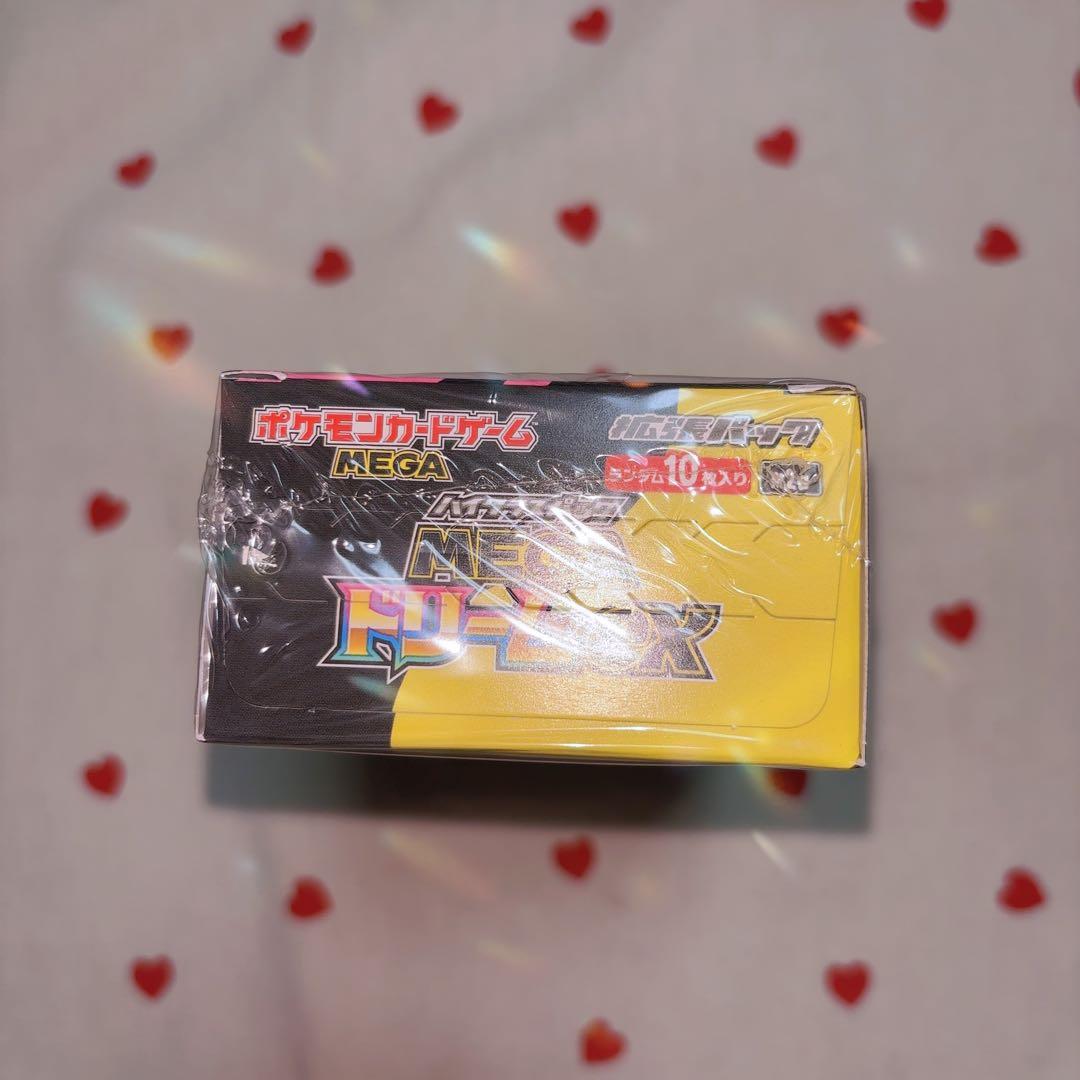 ポケモンカードゲーム
MEGA
拡張パック
ランダム10枚入り
ハイクラスパック
MEGA
ドリームex